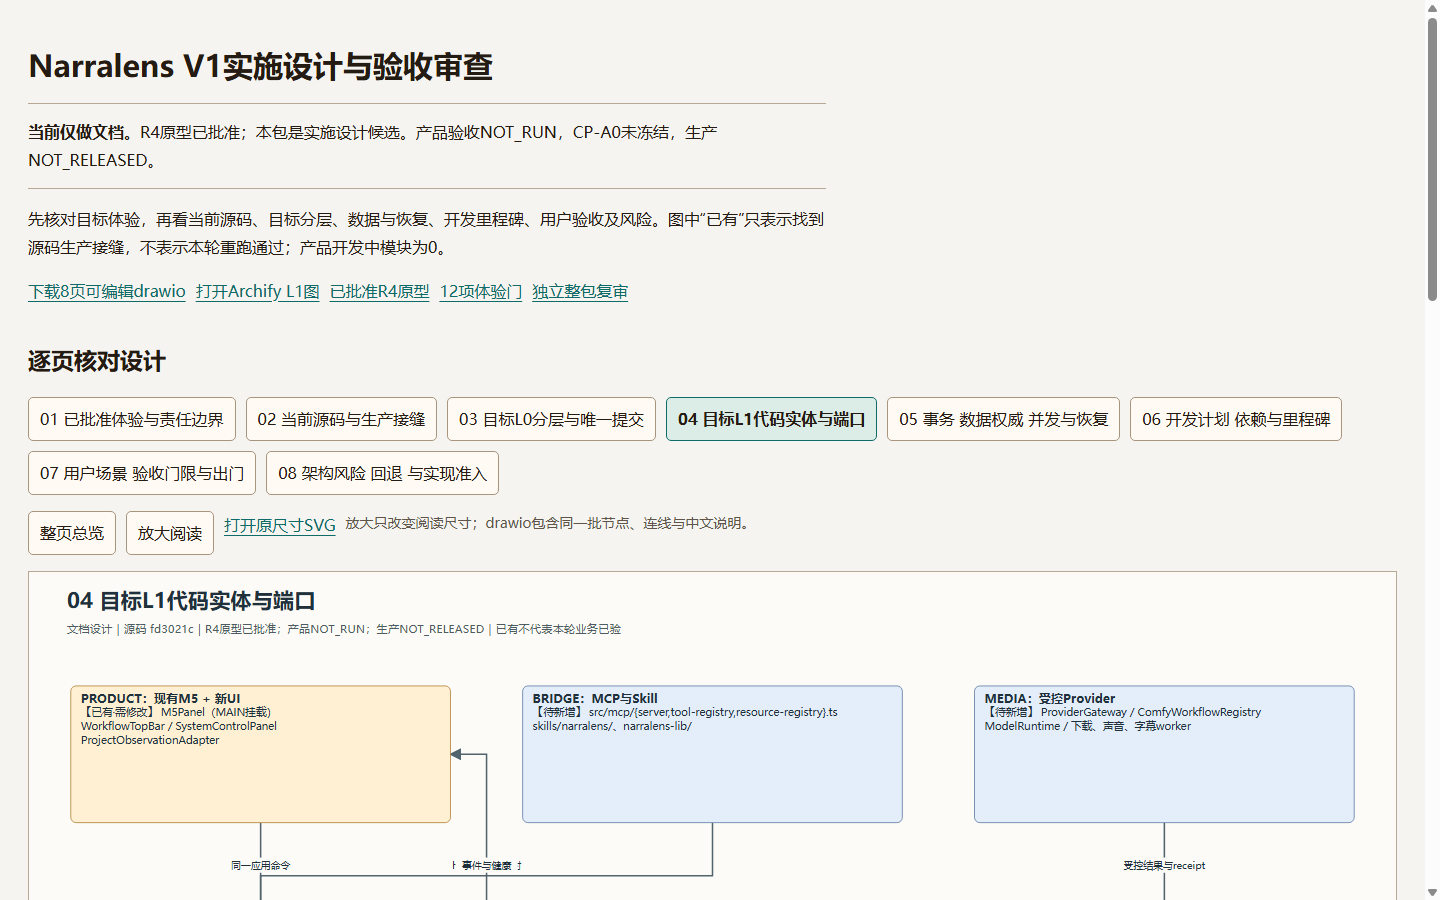 Narralens V1实施设计与验收审查
当前仅做文档。R4原型已批准；本包是实施设计候选。产品验收NOT_RUN，CP-A0未冻结，生产
NOT_RELEASED。
先核对目标体验，再看当前源码、目标分层、数据与恢复、开发里程碑、用户验收及风险。图中“已有”只表示找到
源码生产接缝，不表示本轮重跑通过；产品开发中模块为0。
下载8页可编辑drawio 打开Archify L1图 已批准R4原型 12项体验门 独立整包复审
逐页核对设计
01 已批准体验与责任边界
02 当前源码与生产接缝
03 目标L0分层与唯一提交
04 目标L1代码实体与端口
05 事务 数据权威 并发与恢复
06 开发计划 依赖与里程碑
07 用户场景 验收门限与出门
08 架构风险 回退 与实现准入
整页总览
放大阅读
打开原尺寸SVG
放大只改变阅读尺寸；drawio包含同一批节点、连线与中文说明。
04 目标L1代码实体与端口
文档设计 | 源码 fd3021c | R4原型已批准；产品NOT_RUN；生产NOT_RELEASED | 已有不代表本轮业务已验
PRODUCT：现有M5 + 新UI
【已有·需修改】 M5Panel（MAIN挂载）
WorkflowTopBar / SystemControlPanel
ProjectObservationAdapter
BRIDGE：MCP与Skill
【待新增】 src/mcp/{server,tool-registry,resource-registry}.ts
skills/narralens/、narralens-lib/
MEDIA：受控Provider
【待新增】 ProviderGateway / ComfyWorkflowRegistry
ModelRuntime / 下载、声音、字幕worker
同一应用命令
事件与健康
受控结果与receipt